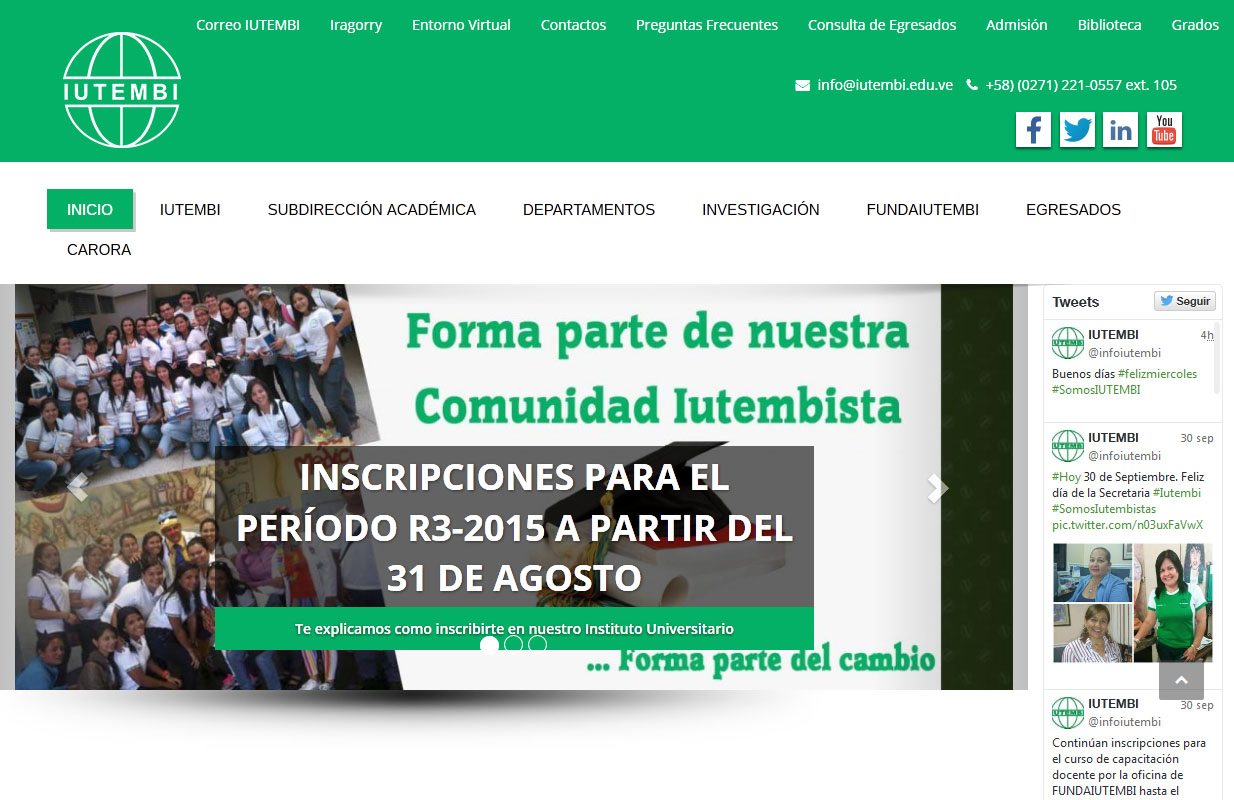 Correo IUTEMBI Iragorry Entorno Virtual Contactos Preguntas Frecuentes Consulta de Egresados Admisión Biblioteca Grados
IUTEMBI
info@iutembi.edu.ve +58) (0271) 221-0557 ext. 105
You
Tube
INICIO IUTEMBI SUBDIRECCIÓN ACADÉMICA DEPARTAMENTOS INVESTIGACIÓN FUNDAIUTEMBI EGRESADOS
CARORA
Forma parte de nuestra
Comunidad Iutembista
INSCRIPCIONES PARA EL
PERÍODO R3-2015 A PARTIR DEL
31 DE AGOSTO
Te explicamos como inscribirte en nuestro Instituto Universitario
... Forma parte del cambio
Tweets Seguir
IUTEMBI 4h
@infoiutembi
Buenos días #felizmiercoles
#SomosIUTEMBI
IUTEMBI 30 sep
@infoiutembi
#Hoy 30 de Septiembre. Feliz
día de la Secretaria #Iutembi
#SomosIutembistas
pic.twitter.com/n03uxFaVwX
IUTEMBI 30 sep
@infoiutembi
Continúan inscripciones para
el curso de capacitación
docente por la oficina de
FUNDAIUTEMBI hasta el